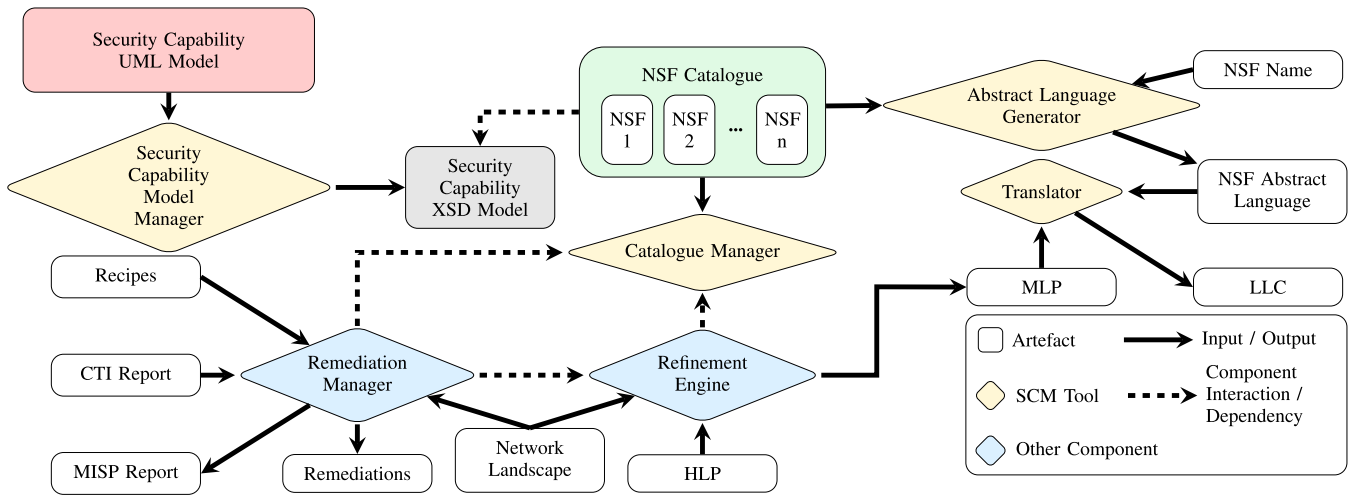 Security Capability
UML Model
Security
Capability
Model
Manager
Security
Capability
XSD Model
NSF Catalogue
NSF
1
NSF
2
...
NSF
n
Abstract Language
Generator
NSF Name
Translator
NSF Abstract
Language
Catalogue Manager
Recipes
MLP
LLC
CTI Report
Remediation
Manager
Refinement
Engine
MISP Report
Remediations
Network
Landscape
HLP
Artefact
Input / Output
SCM Tool
Component
Interaction /
Dependency
Other Component